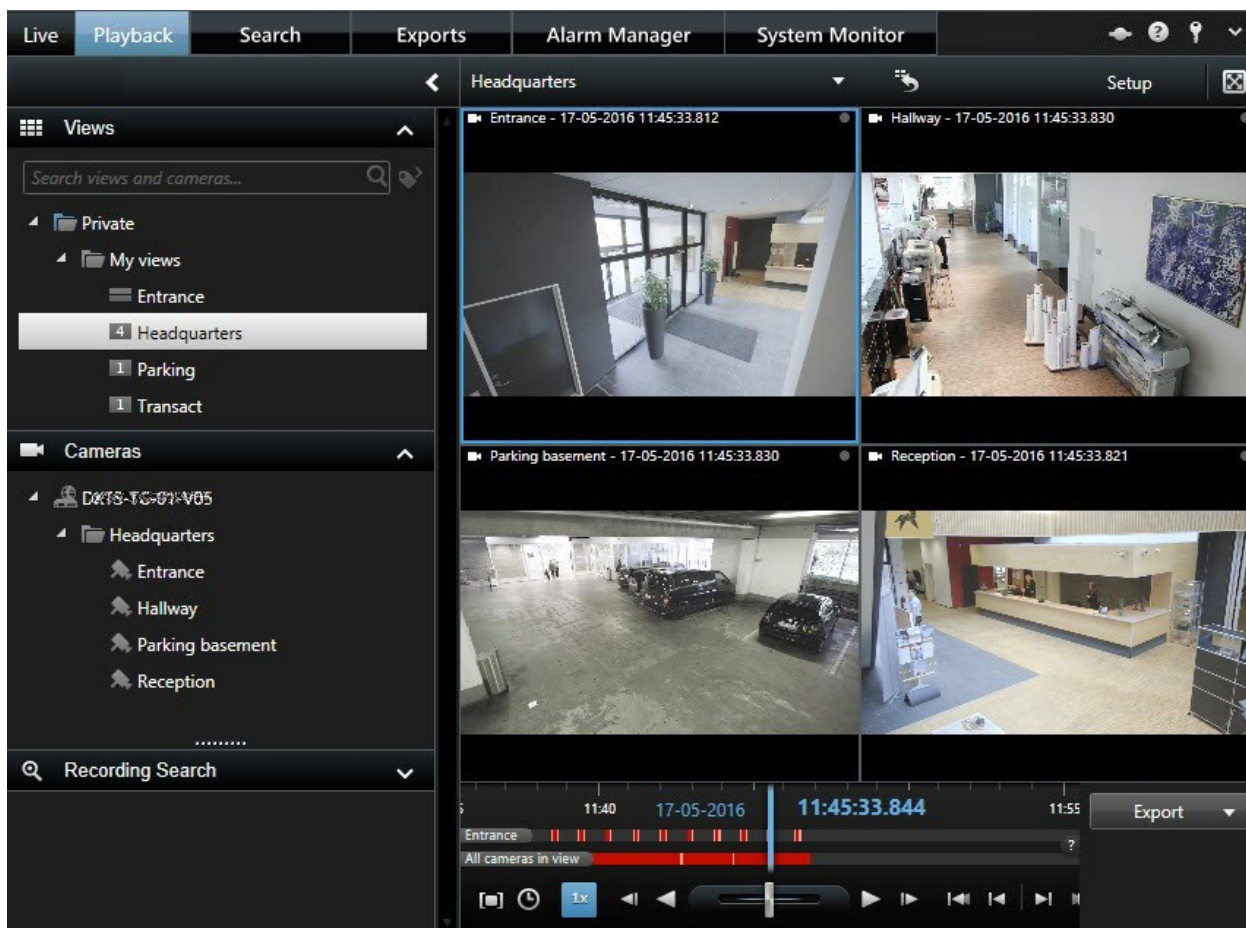 Live Playback Search Exports Alarm Manager System Monitor ?
Headquarters Setup
Views
Search views and cameras...
Private
My views
Entrance
4 Headquarters
1 Parking
1 Transact
Cameras
Headquarters
Entrance
Hallway
Parking basement
Reception
Recording Search
Entrance - 17-05-2016 11:45:33.812
Hallway - 17-05-2016 11:45:33.830
Parking basement - 17-05-2016 11:45:33.830
Reception - 17-05-2016 11:45:33.821
11:40 17-05-2016 11:45:33.844 11:55
Export
Entrance
?
All cameras in view
1x